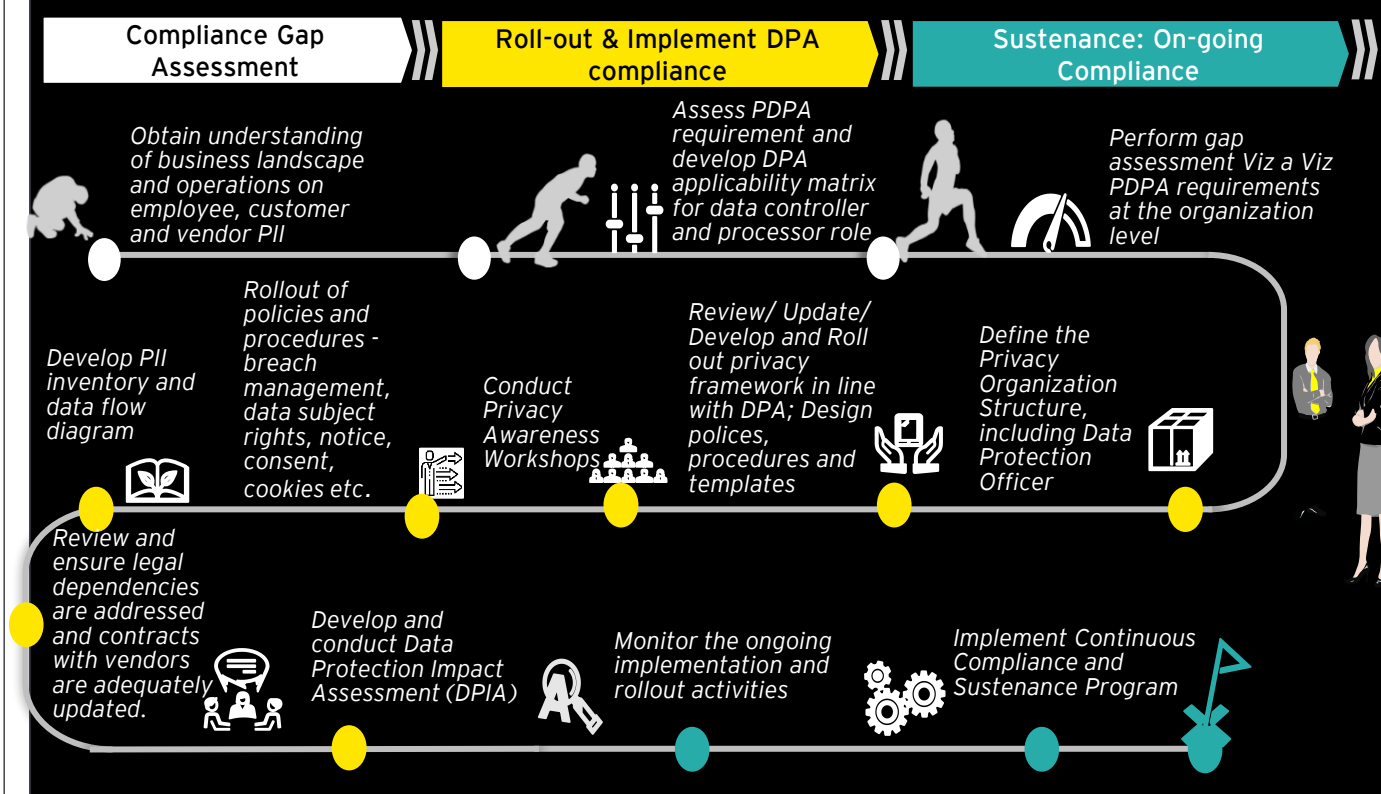 Compliance Gap
Assessment
Roll-out & Implement DPA
compliance
Sustenance: On-going
Compliance
Obtain understanding
of business landscape
and operations on
employee, customer
and vendor PII
Assess PDPA
requirement and
develop DPA
applicability matrix
for data controller
and processor role
Perform gap
assessment Viz a Viz
PDPA requirements
at the organization
level
Develop PII
inventory and
data flow
diagram
Rollout of
policies and
procedures -
breach
management,
data subject
rights, notice,
consent,
cookies etc.
Conduct
Privacy
Awareness
Workshops
Review/ Update/
Develop and Roll
out privacy
framework in line
with DPA; Design
polices,
procedures and
templates
Define the
Privacy
Organization
Structure,
including Data
Protection
Officer
Review and
ensure legal
dependencies
are addressed
and contracts
with vendors
are adequately
updated.
Develop and
conduct Data
Protection Impact
Assessment (DPIA)
A
Monitor the ongoing
implementation and
rollout activities
Implement Continuous
Compliance and
Sustenance Program